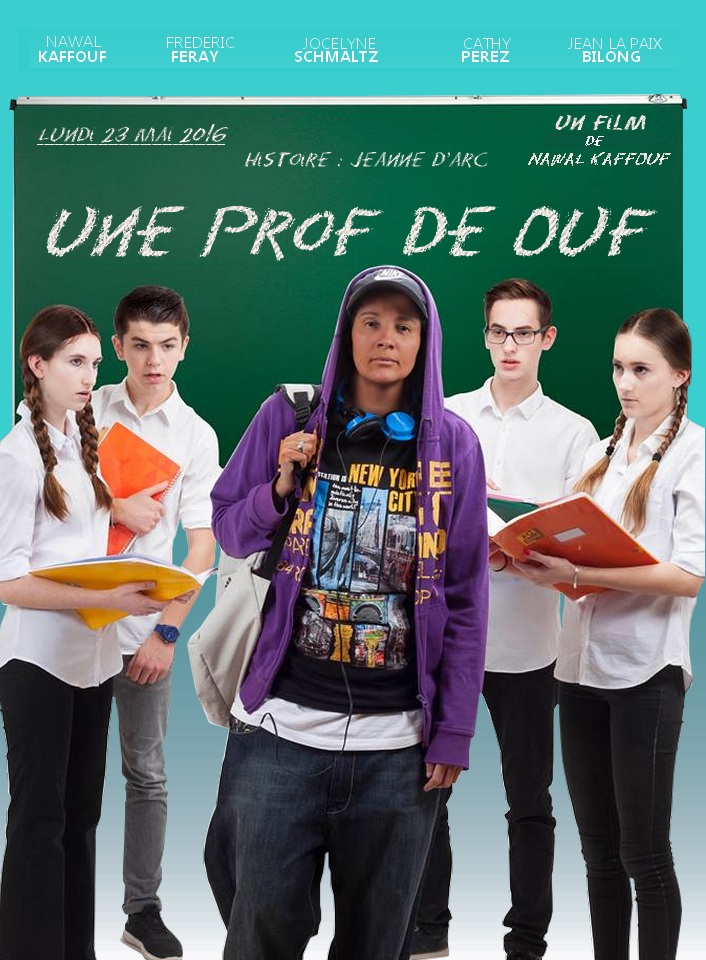 NAWAL
KAFFOUF
FREDERIC
FERAY
JOCELYNE
SCHMALTZ
CATHY
PEREZ
JEAN LA PAIX
BILONG
LUNDI 23 MAI 2016
HISTOIRE : JEANNE D'ARC
UN FILM
DE
NAWAL KAFFOUF
UNE PROF DE OUF
NEW YORK
CITY